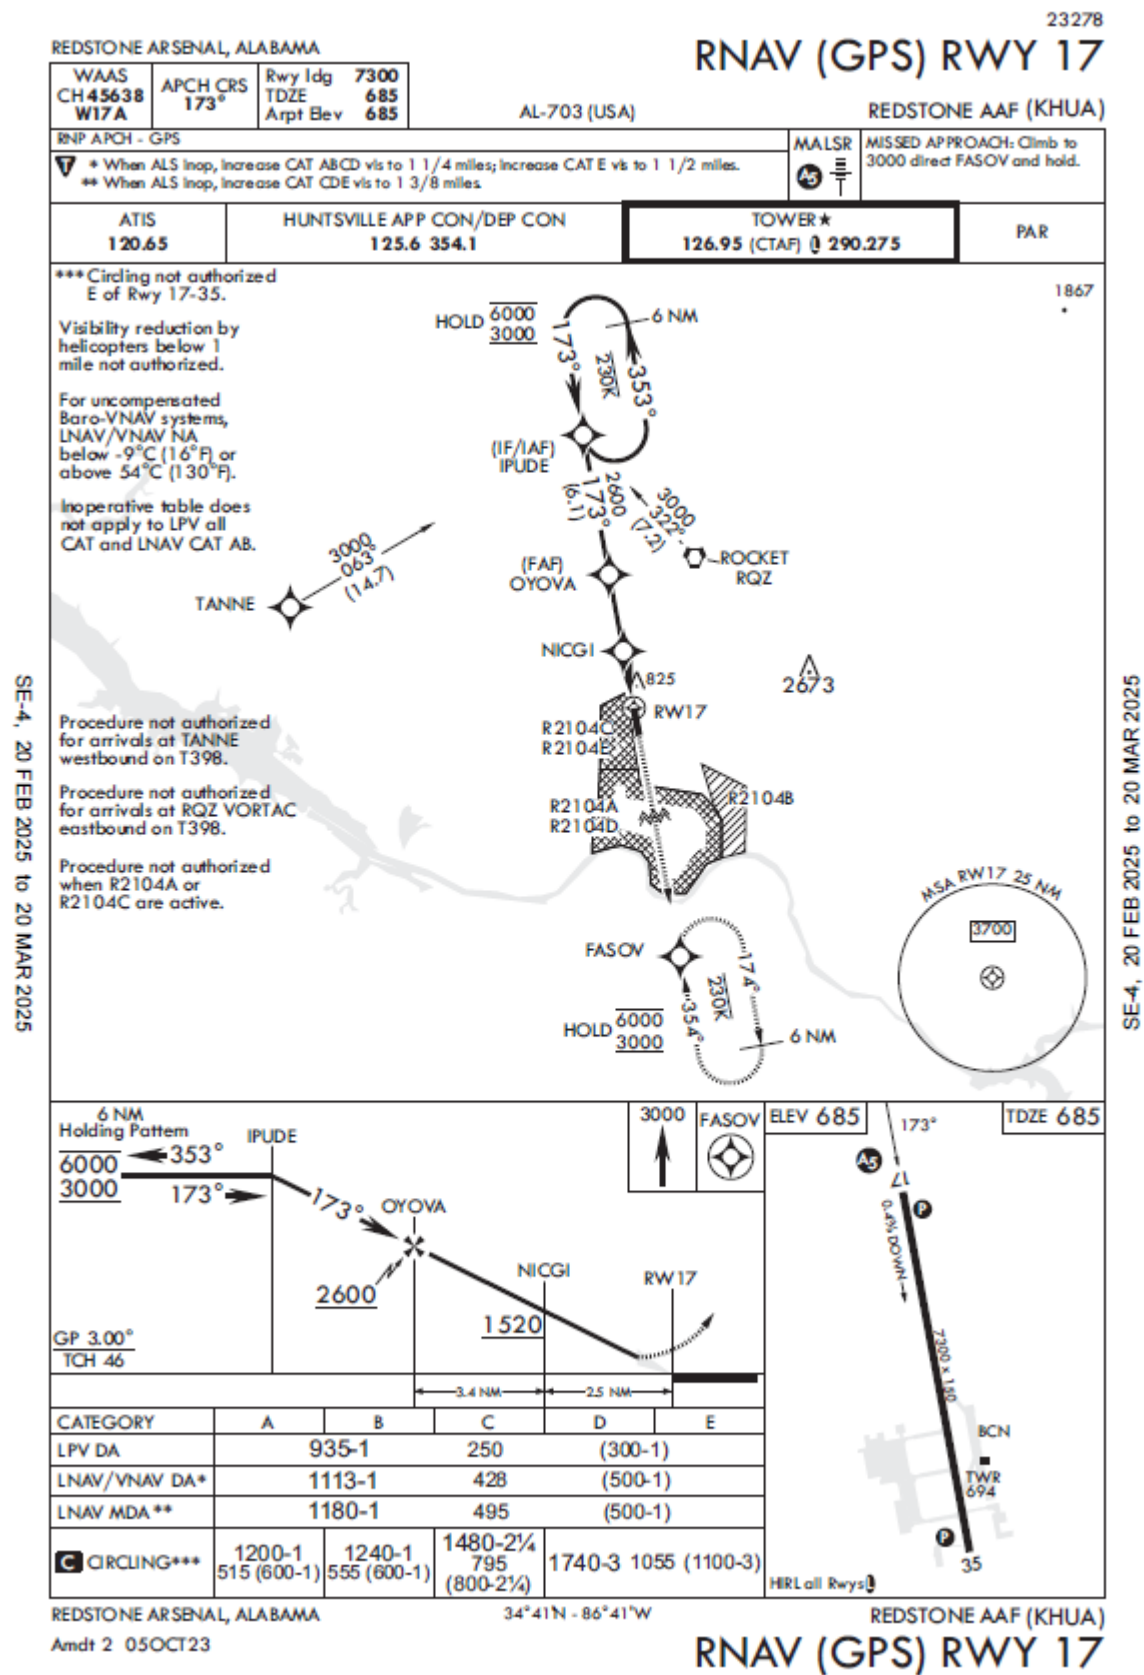 23278
REDSTONE ARSENAL, ALABAMA
RNAV (GPS) RWY 17
WAAS
CH 45638
W17A
APCH CRS
173°
Rwy ldg 7300
TDZE 685
Arpt Elev 685
AL-703 (USA)
REDSTONE AAF (KHUA)
RNP APCH - GPS
T
* When ALS inop, increase CAT ABCD vis to 1 1/4 miles; increase CAT E vis to 1 1/2 miles.
** When ALS inop, increase CAT CDE vis to 1 3/8 miles.
MALSR
A5
MISSED APPROACH: Climb to
3000 direct FASOV and hold.
ATIS
120.65
HUNTSVILLE APP CON/DEP CON
125.6 354.1
TOWER★
126.95 (CTAF) L 290.275
PAR
*** Circling not authorized
E of Rwy 17-35.
Visibility reduction by
helicopters below 1
mile not authorized.
For uncompensated
Baro-VNAV systems,
LNAV/VNAV NA
below -9°C (16°F) or
above 54°C (130°F).
Inoperative table does
not apply to LPV all
CAT and LNAV CAT AB.
Procedure not authorized
for arrivals at TANNE
westbound on T398.
Procedure not authorized
for arrivals at RQZ VORTAC
eastbound on T398.
Procedure not authorized
when R2104A or
R2104C are active.
1867
HOLD 6000
3000
6 NM
173°
230K
353°
(IF/IAF)
IPUDE
2600
173°
(6.1)
3000
322°
(7.2)
ROCKET
RQZ
3000
063°
(14.7)
TANNE
(FAF)
OYOVA
NICGI
825
2673
RW17
R2104C
R2104E
R2104A
R2104D
R2104B
FASOV
174°
230K
354°
HOLD 6000
3000
6 NM
MSA RW17 25 NM
3700
SE-4, 20 FEB 2025 to 20 MAR 2025
SE-4, 20 FEB 2025 to 20 MAR 2025
6 NM
Holding Pattern
IPUDE
6000
3000
353°
173°
173°
OYOVA
2600
NICGI
1520
RW17
GP 3.00°
TCH 46
3.4 NM
2.5 NM
3000
FASOV
ELEV 685
TDZE 685
173°
A5
17
P
0.4% DOWN
7300 x 150
BCN
TWR
694
P
35
HIRL all Rwys L
CATEGORY A B C D E
LPV DA 935-1 250 (300-1)
LNAV/VNAV DA* 1113-1 428 (500-1)
LNAV MDA** 1180-1 495 (500-1)
C CIRCLING***
1200-1
515 (600-1)
1240-1
555 (600-1)
1480-2¼
795
(800-2¼)
1740-3 1055 (1100-3)
REDSTONE ARSENAL, ALABAMA
34°41'N - 86°41'W
REDSTONE AAF (KHUA)
Amdt 2 05OCT23
RNAV (GPS) RWY 17